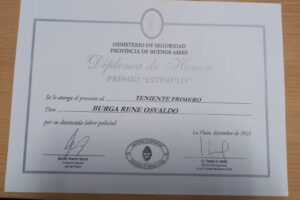 MINISTERIO DE SEGURIDAD
PROVINCIA DE BUENOS AIRES
Diploma de Honor
PREMIO "ESTÍMULO"
Se le otorga el presente al TENIENTE PRIMERO
Don BURGA RENE OSVALDO
por su destacada labor policial.
La Plata, diciembre de 2021